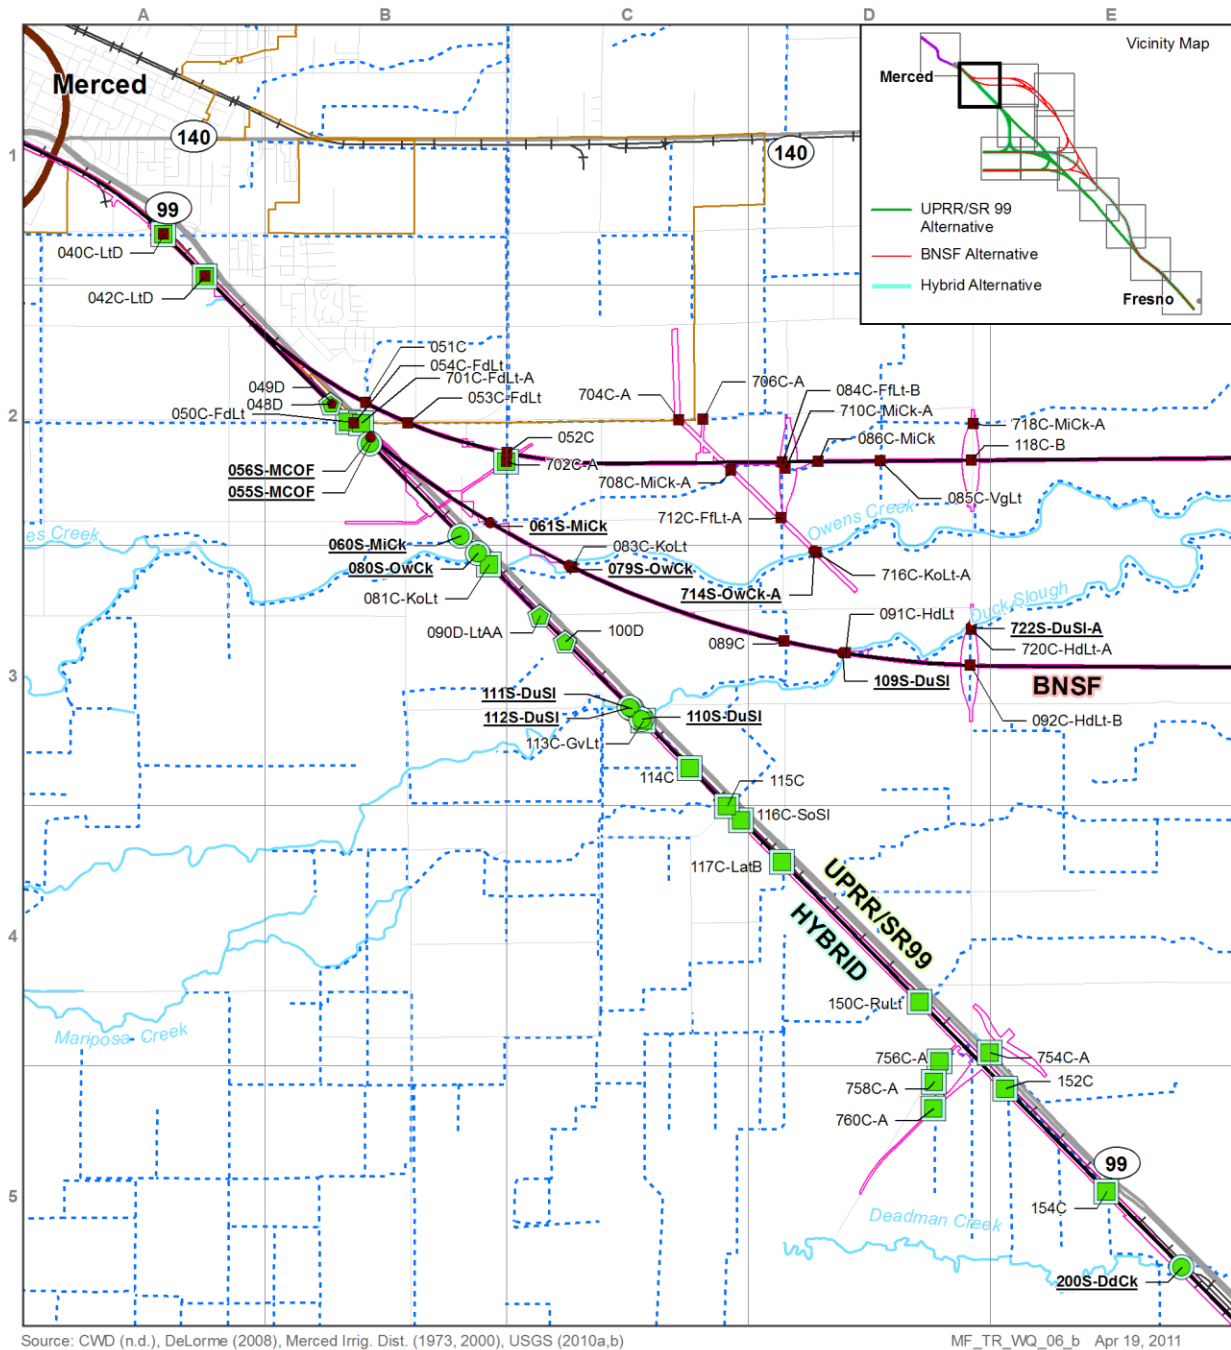 A B C D E
Vicinity Map
Merced
UPRR/SR 99
Alternative
BNSF Alternative
Hybrid Alternative
Fresno
Merced
140
140
1
99
040C-LtD
042C-LtD
051C
054C-FdLt
701C-FdLt-A
053C-FdLt
049D
048D
050C-FdLt
2
052C
702C-A
704C-A
706C-A
084C-FfLt-B
710C-MiCk-A
086C-MiCk
718C-MiCk-A
118C-B
085C-VgLt
708C-MiCk-A
712C-FfLt-A
056S-MCOF
055S-MCOF
061S-MiCk
060S-MiCk
080S-OwCk
081C-KoLt
083C-KoLt
079S-OwCk
714S-OwCk-A
716C-KoLt-A
Owens Creek
es Creek
Duck Slough
090D-LtAA
100D
089C
091C-HdLt
109S-DuSl
722S-DuSl-A
720C-HdLt-A
092C-HdLt-B
BNSF
3
111S-DuSl
112S-DuSl
110S-DuSl
113C-GvLt
114C
115C
116C-SoSl
117C-LatB
UPRR/SR99
HYBRID
4
150C-RuLt
Mariposa Creek
756C-A
754C-A
758C-A
152C
760C-A
99
5
154C
Deadman Creek
200S-DdCk
Source: CWD (n.d.), DeLorme (2008), Merced Irrig. Dist. (1973, 2000), USGS (2010a,b)
MF_TR_WQ_06_b Apr 19, 2011